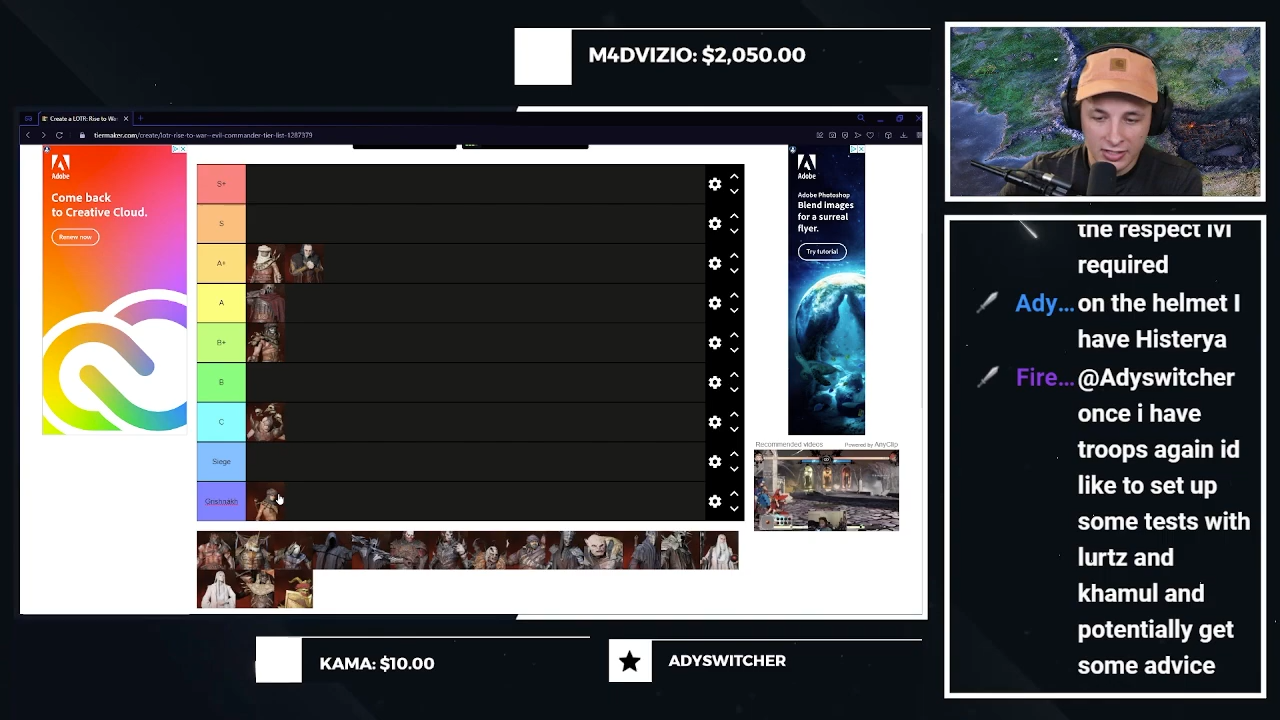 M4DVIZIO: $2,050.00
Create a LOTR: Rise to Wa
tiermaker.com/create/lotr-rise-to-war--evil-commander-tier-list-1287379
Adobe
Come back
to Creative Cloud.
Renew now
S+
S
A+
A
B+
B
C
Siege
Grishnákh
Adobe
Adobe Photoshop
Blend images
for a surreal
flyer.
Try tutorial
Recommended videos
Powered by AnyClip
the respect lvl
required
Ady... on the helmet I
have Histerya
Fire... @Adyswitcher
once i have
troops again id
like to set up
some tests with
lurtz and
khamul and
potentially get
some advice
KAMA: $10.00
ADYSWITCHER